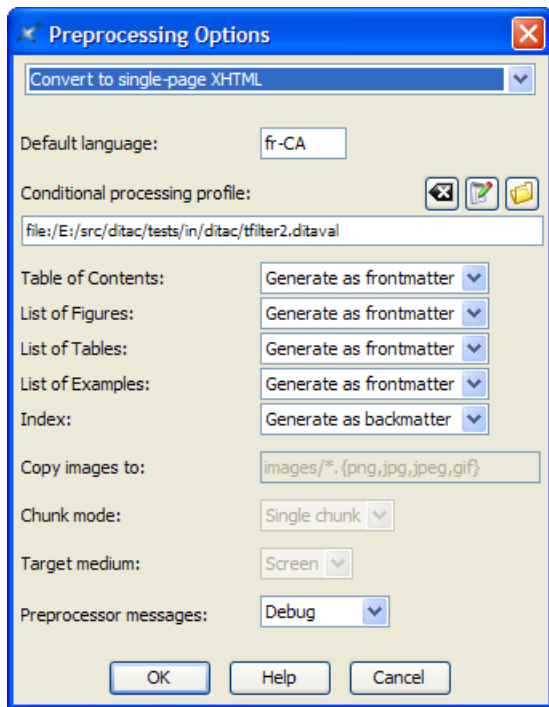 Preprocessing Options
Convert to single-page XHTML
Default language: fr-CA
Conditional processing profile:
file:/E:/src/ditac/tests/in/ditac/tfilter2.ditaval
Table of Contents: Generate as frontmatter
List of Figures: Generate as frontmatter
List of Tables: Generate as frontmatter
List of Examples: Generate as frontmatter
Index: Generate as backmatter
Copy images to: images/*.{png,jpg,jpeg,gif}
Chunk mode: Single chunk
Target medium: Screen
Preprocessor messages: Debug
OK Help Cancel